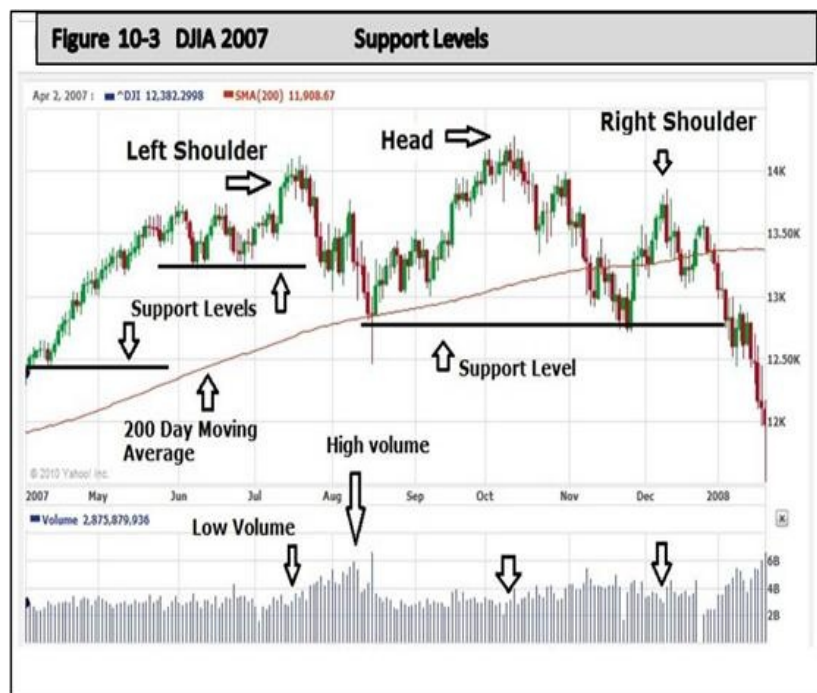 Figure 10-3 DJIA 2007 Support Levels
Apr 2, 2007 : ^DJI 12,382.2998 SMA(200) 11,908.67
Left Shoulder
Head
Right Shoulder
14K
13.50K
13K
12.50K
12K
Support Levels
Support Level
200 Day Moving
Average
High volume
© 2010 Yahoo! Inc.
2007 May Jun Jul Aug Sep Oct Nov Dec 2008
Volume 2,875,879,936
x
Low Volume
6B
4B
2B